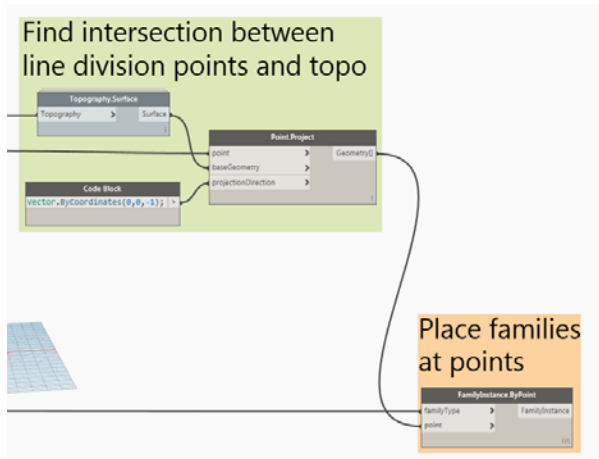 Find intersection between
line division points and topo
Topography.Surface
Topography > Surface
Point.Project
point > Geometry[]
baseGeometry >
projectionDirection >
Code Block
vector.ByCoordinates(0,0,-1); >
Place families
at points
FamilyInstance.ByPoint
familyType > FamilyInstance
point >